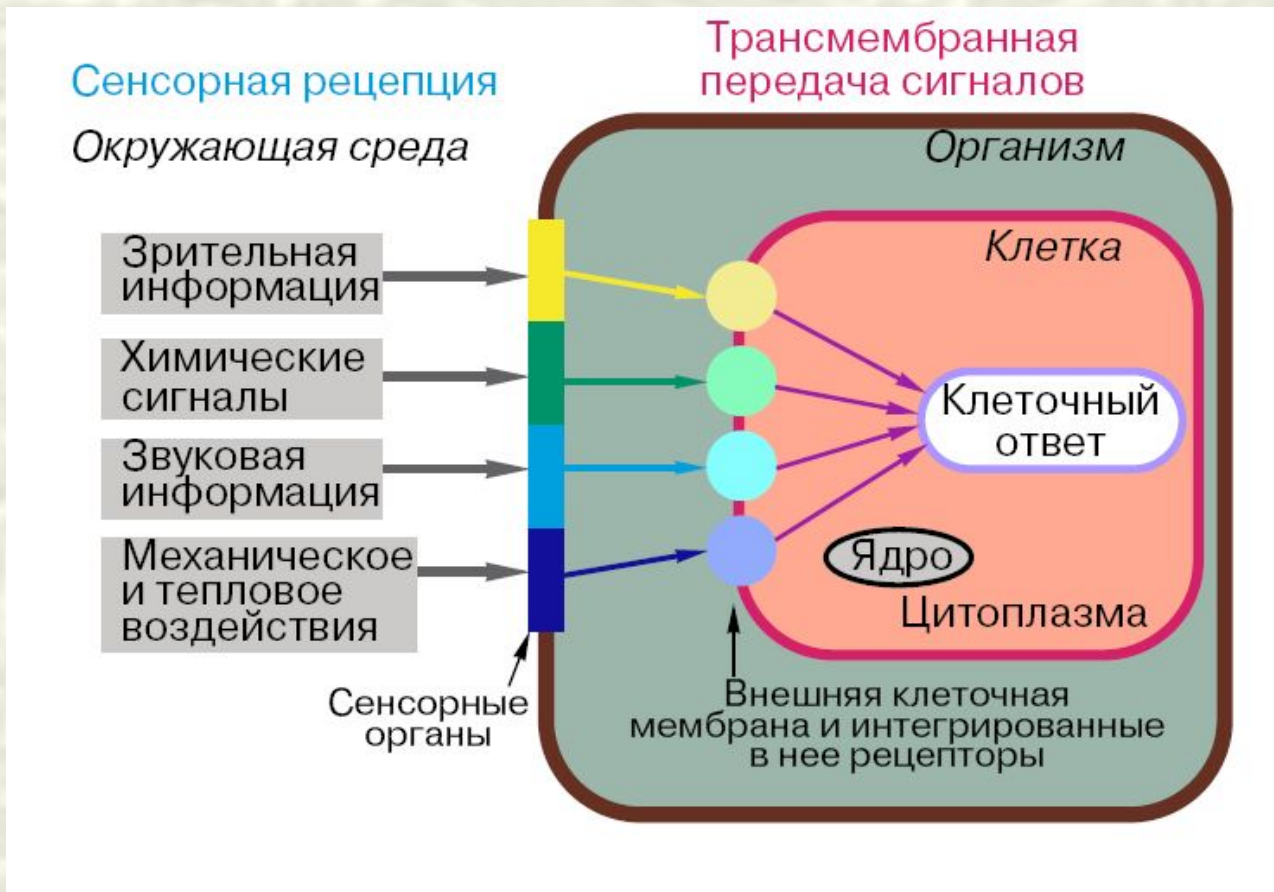 Сенсорная рецепция
Трансмембранная
передача сигналов
Окружающая среда
Организм
Клетка
Зрительная
информация
Химические
сигналы
Звуковая
информация
Механическое
и тепловое
воздействия
Клеточный
ответ
Ядро
Цитоплазма
Сенсорные
органы
Внешняя клеточная
мембрана и интегрированные
в нее рецепторы